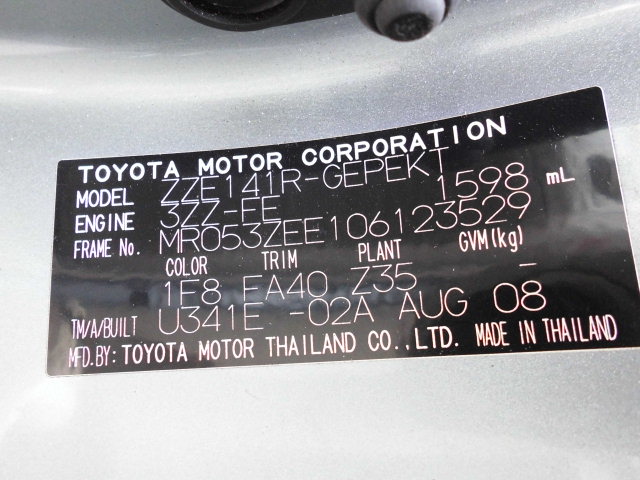 TOYOTA MOTOR CORPORATION
MODEL ZZE141R-GEPEKT
ENGINE 3ZZ-FE 1598 mL
FRAME No. MR053ZEE106123529
COLOR TRIM PLANT GVM(kg)
1E8 FA40 Z35 -
TM/A/BUILT U341E -02A AUG 08
MFD.BY: TOYOTA MOTOR THAILAND CO.,LTD. MADE IN THAILAND